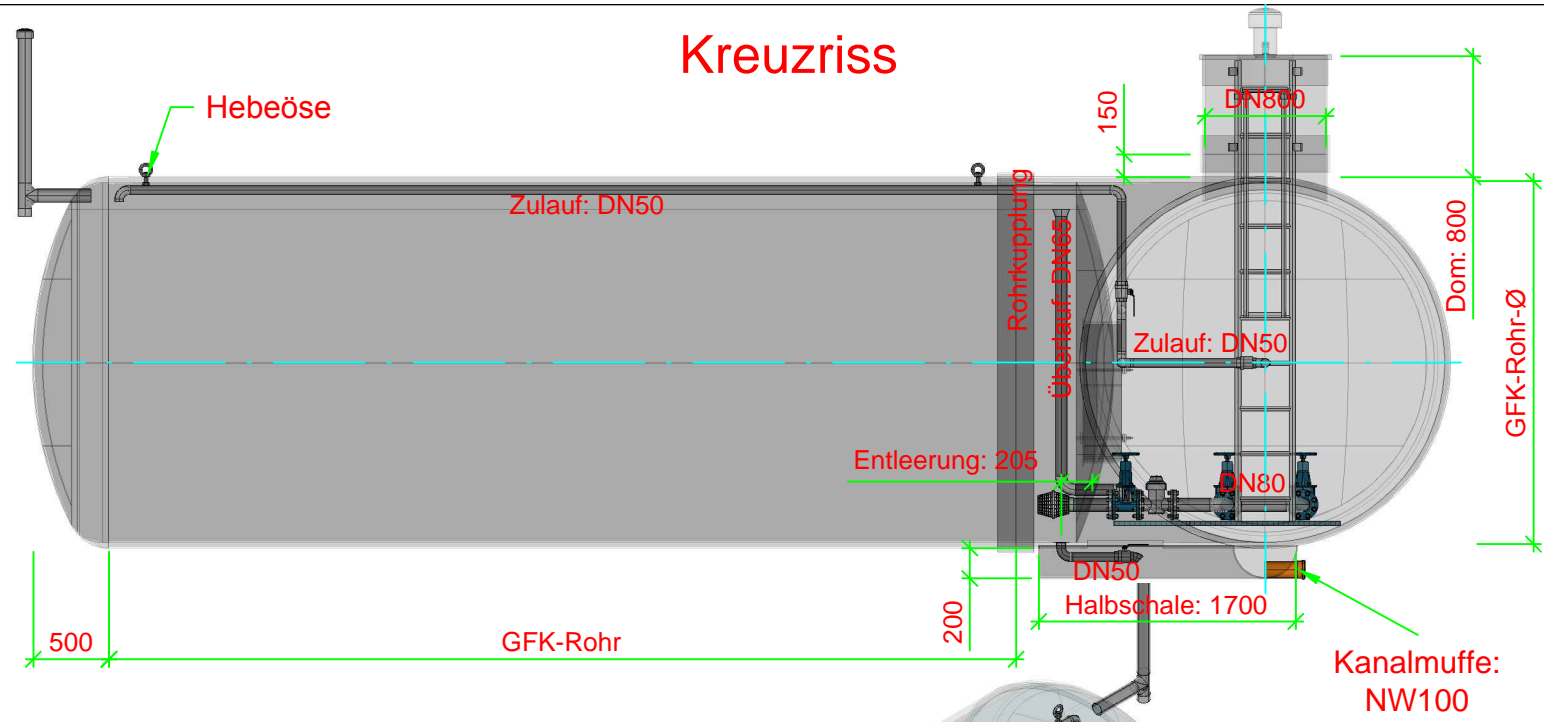 Kreuzriss
Hebeöse
DN800
150
Zulauf: DN50
Rohrkupplung
Überlauf: DN65
Dom: 800
GFK-Rohr-Ø
Zulauf: DN50
Entleerung: 205
DN80
DN50
Halbschale: 1700
200
500
GFK-Rohr
Kanalmuffe:
NW100